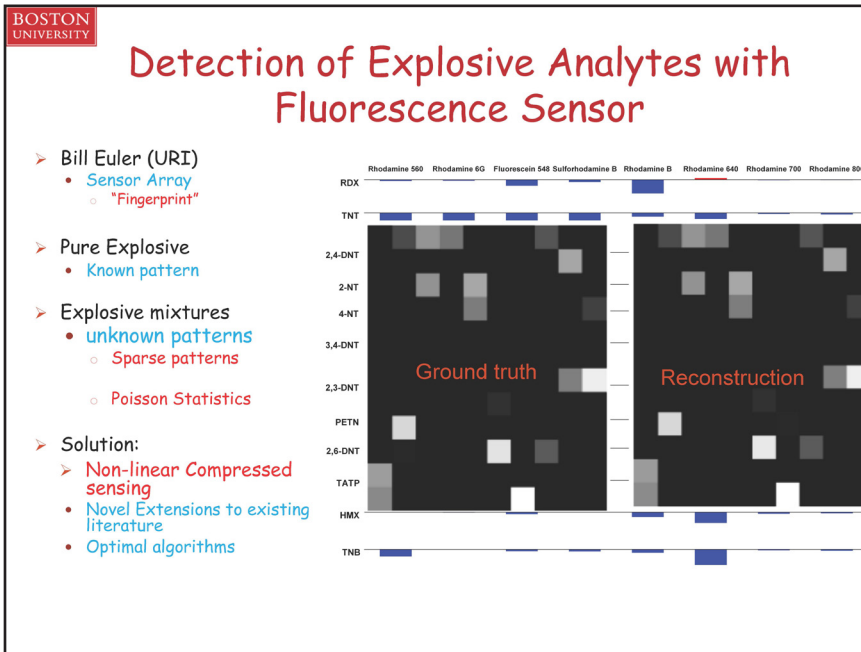 BOSTON
UNIVERSITY
Detection of Explosive Analytes with
Fluorescence Sensor
Bill Euler (URI)
Sensor Array
"Fingerprint"
Pure Explosive
Known pattern
Explosive mixtures
unknown patterns
Sparse patterns
Poisson Statistics
Solution:
Non-linear Compressed
sensing
Novel Extensions to existing
literature
Optimal algorithms
Rhodamine 560 Rhodamine 6G Fluorescein 548 Sulforhodamine B Rhodamine B Rhodamine 640 Rhodamine 700 Rhodamine 800
RDX
TNT
2,4-DNT
2-NT
4-NT
3,4-DNT
2,3-DNT
PETN
2,6-DNT
TATP
HMX
TNB
Ground truth
Reconstruction